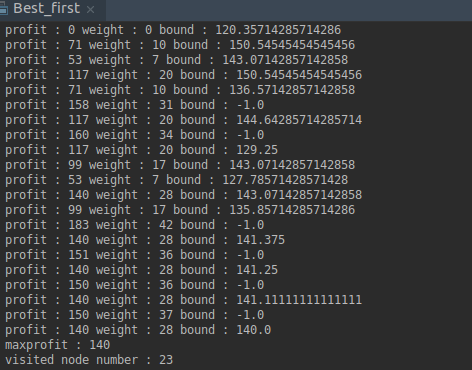 Best_first ×
profit : 0 weight : 0 bound : 120.35714285714286
profit : 71 weight : 10 bound : 150.54545454545456
profit : 53 weight : 7 bound : 143.07142857142858
profit : 117 weight : 20 bound : 150.54545454545456
profit : 71 weight : 10 bound : 136.57142857142858
profit : 158 weight : 31 bound : -1.0
profit : 117 weight : 20 bound : 144.64285714285714
profit : 160 weight : 34 bound : -1.0
profit : 117 weight : 20 bound : 129.25
profit : 99 weight : 17 bound : 143.07142857142858
profit : 53 weight : 7 bound : 127.78571428571428
profit : 140 weight : 28 bound : 143.07142857142858
profit : 99 weight : 17 bound : 135.85714285714286
profit : 183 weight : 42 bound : -1.0
profit : 140 weight : 28 bound : 141.375
profit : 151 weight : 36 bound : -1.0
profit : 140 weight : 28 bound : 141.25
profit : 150 weight : 36 bound : -1.0
profit : 140 weight : 28 bound : 141.11111111111111
profit : 150 weight : 37 bound : -1.0
profit : 140 weight : 28 bound : 140.0
maxprofit : 140
visited node number : 23